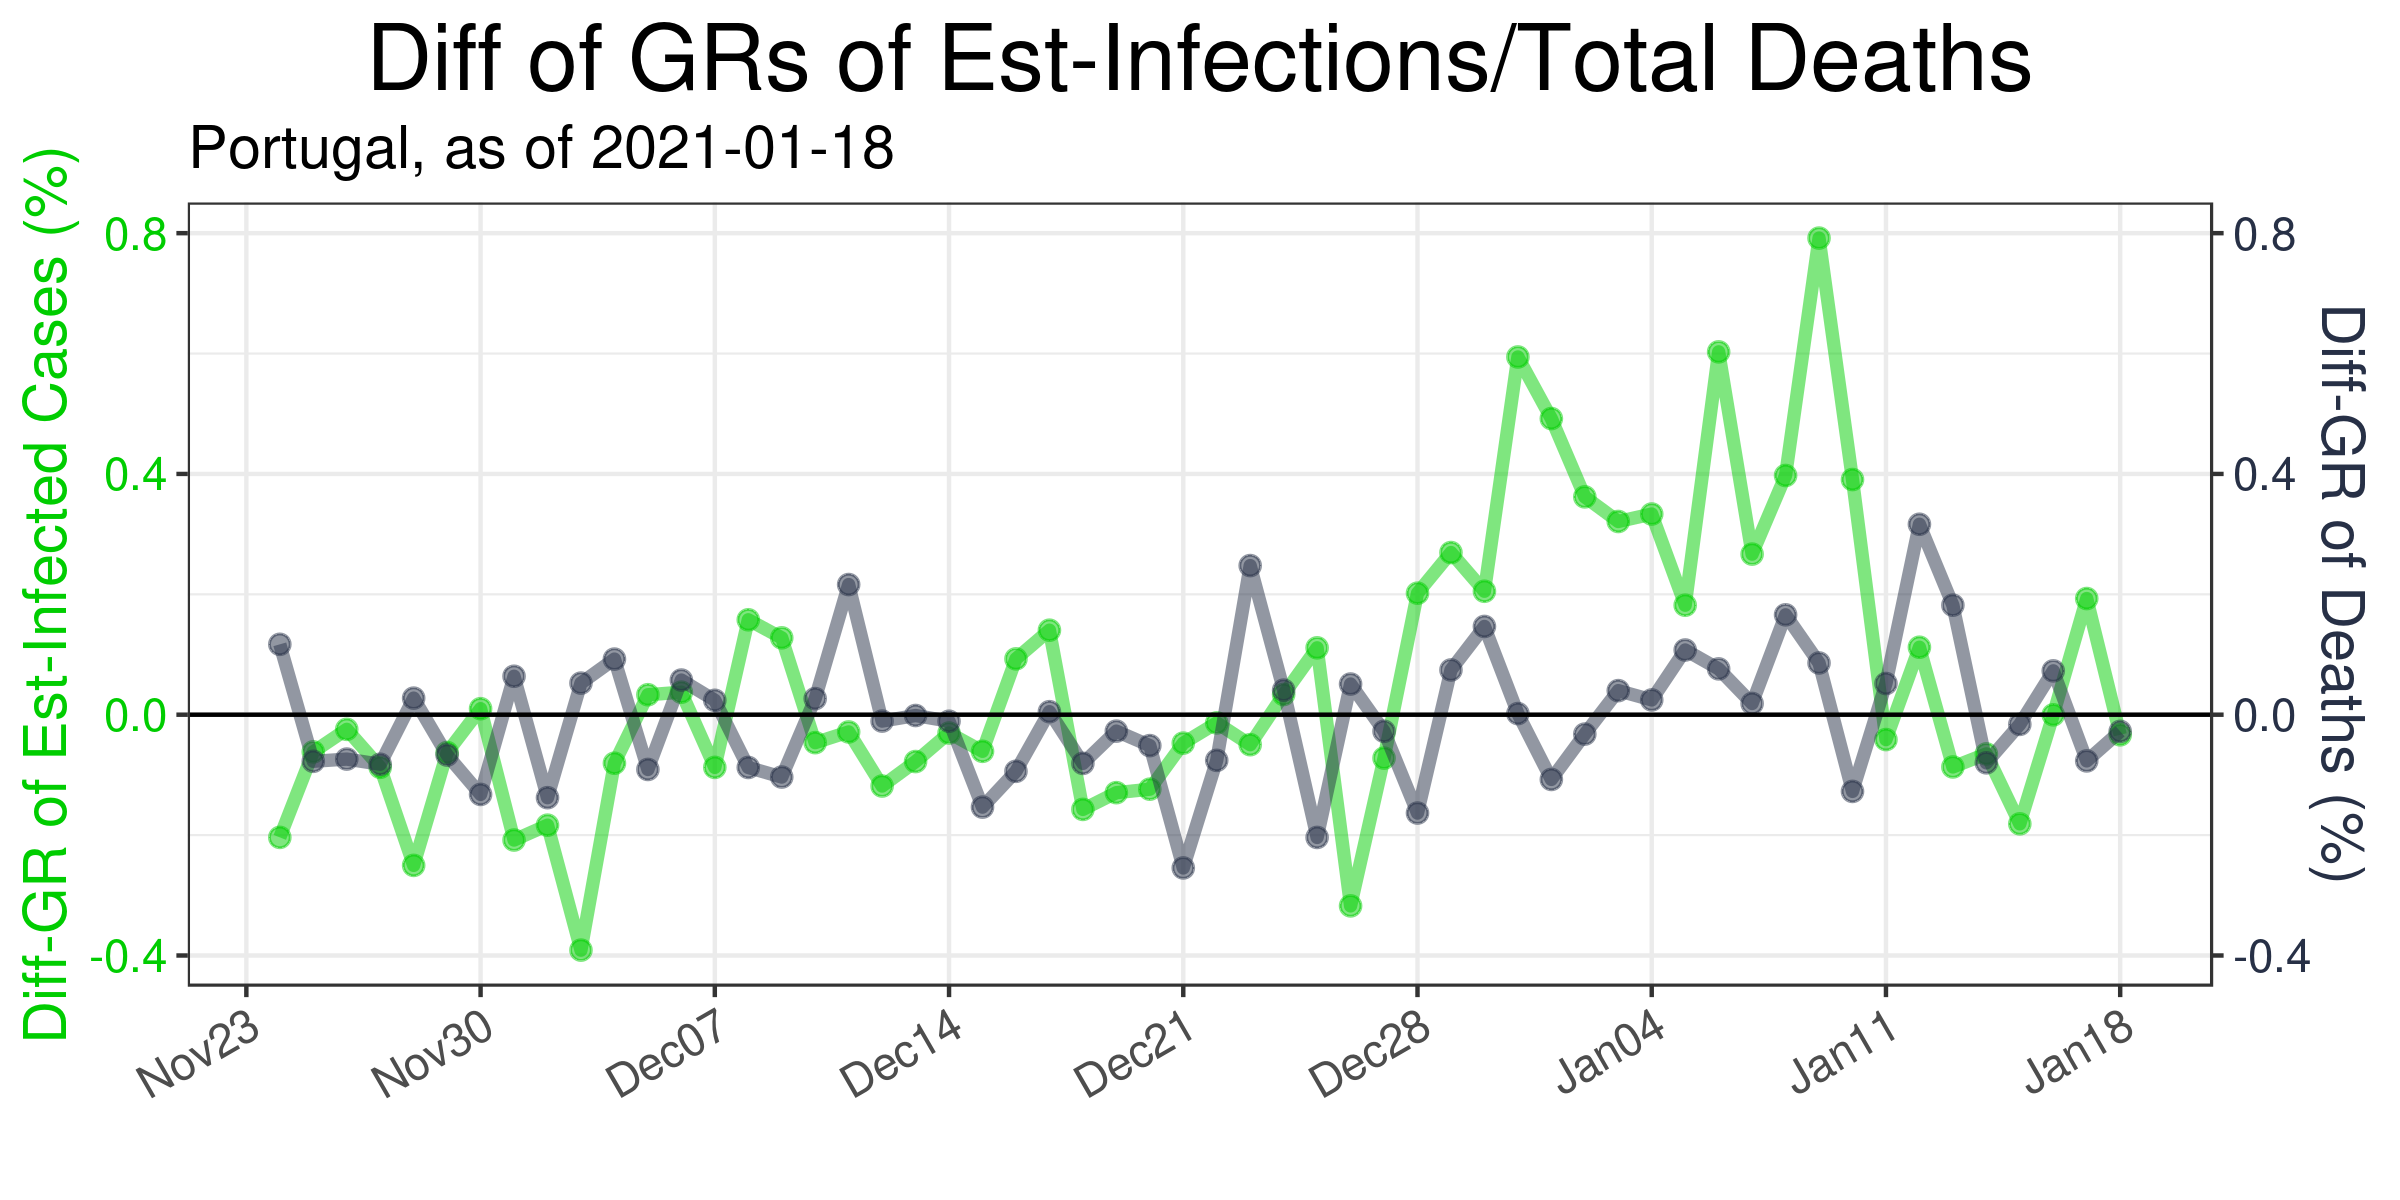 Diff of GRs of Est-Infections/Total Deaths
Portugal, as of 2021-01-18
Diff-GR of Est-Infected Cases (%)
0.8
0.4
0.0
-0.4
0.8
0.4
0.0
-0.4
Diff-GR of Deaths (%)
Nov23
Nov30
Dec07
Dec14
Dec21
Dec28
Jan04
Jan11
Jan18